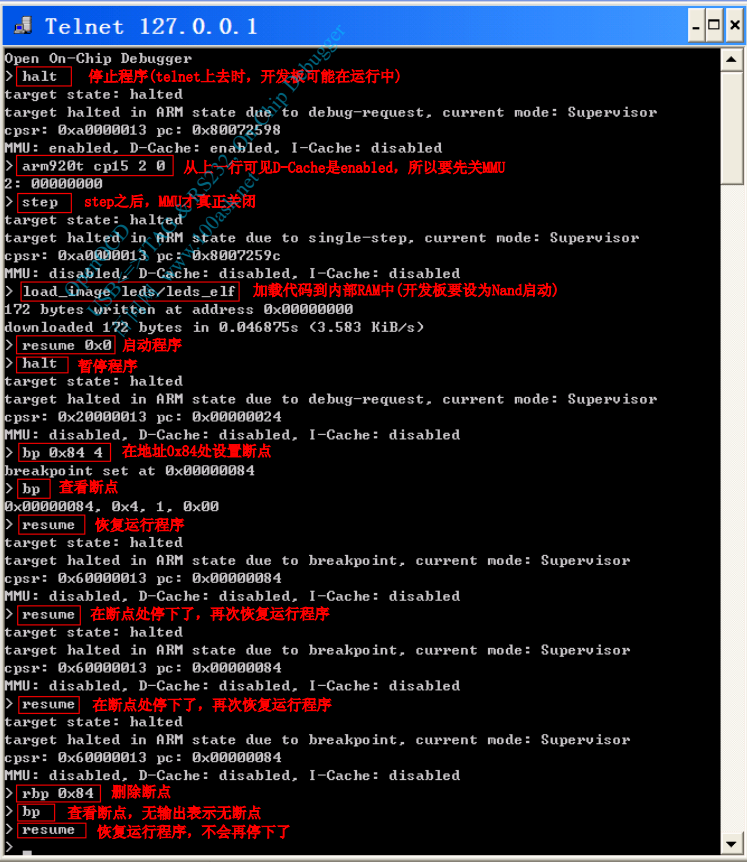 Telnet 127.0.0.1
Open On-Chip Debugger
> halt 停止程序(telnet上去时，开发板可能在运行中)
target state: halted
target halted in ARM state due to debug-request, current mode: Supervisor
cpsr: 0xa0000013 pc: 0x80072598
MMU: enabled, D-Cache: enabled, I-Cache: disabled
> arm920t cp15 2 0 从上一行可见D-Cache是enabled，所以要先关MMU
2: 00000000
> step step之后，MMU才真正关闭
target state: halted
target halted in ARM state due to single-step, current mode: Supervisor
cpsr: 0xa0000013 pc: 0x8007259c
MMU: disabled, D-Cache: disabled, I-Cache: disabled
> load_image leds/leds_elf 加载代码到内部RAM中(开发板要设为Nand启动)
172 bytes written at address 0x00000000
downloaded 172 bytes in 0.046875s (3.583 KiB/s)
> resume 0x0 启动程序
> halt 暂停程序
target state: halted
target halted in ARM state due to debug-request, current mode: Supervisor
cpsr: 0x20000013 pc: 0x00000024
MMU: disabled, D-Cache: disabled, I-Cache: disabled
> bp 0x84 4 在地址0x84处设置断点
breakpoint set at 0x00000084
> bp 查看断点
0x00000084, 0x4, 1, 0x00
> resume 恢复运行程序
target state: halted
target halted in ARM state due to breakpoint, current mode: Supervisor
cpsr: 0x60000013 pc: 0x00000084
MMU: disabled, D-Cache: disabled, I-Cache: disabled
> resume 在断点处停下了，再次恢复运行程序
target state: halted
target halted in ARM state due to breakpoint, current mode: Supervisor
cpsr: 0x60000013 pc: 0x00000084
MMU: disabled, D-Cache: disabled, I-Cache: disabled
> resume 在断点处停下了，再次恢复运行程序
target state: halted
target halted in ARM state due to breakpoint, current mode: Supervisor
cpsr: 0x60000013 pc: 0x00000084
MMU: disabled, D-Cache: disabled, I-Cache: disabled
> rbp 0x84 删除断点
> bp 查看断点，无输出表示无断点
> resume 恢复运行程序，不会再停下了
>